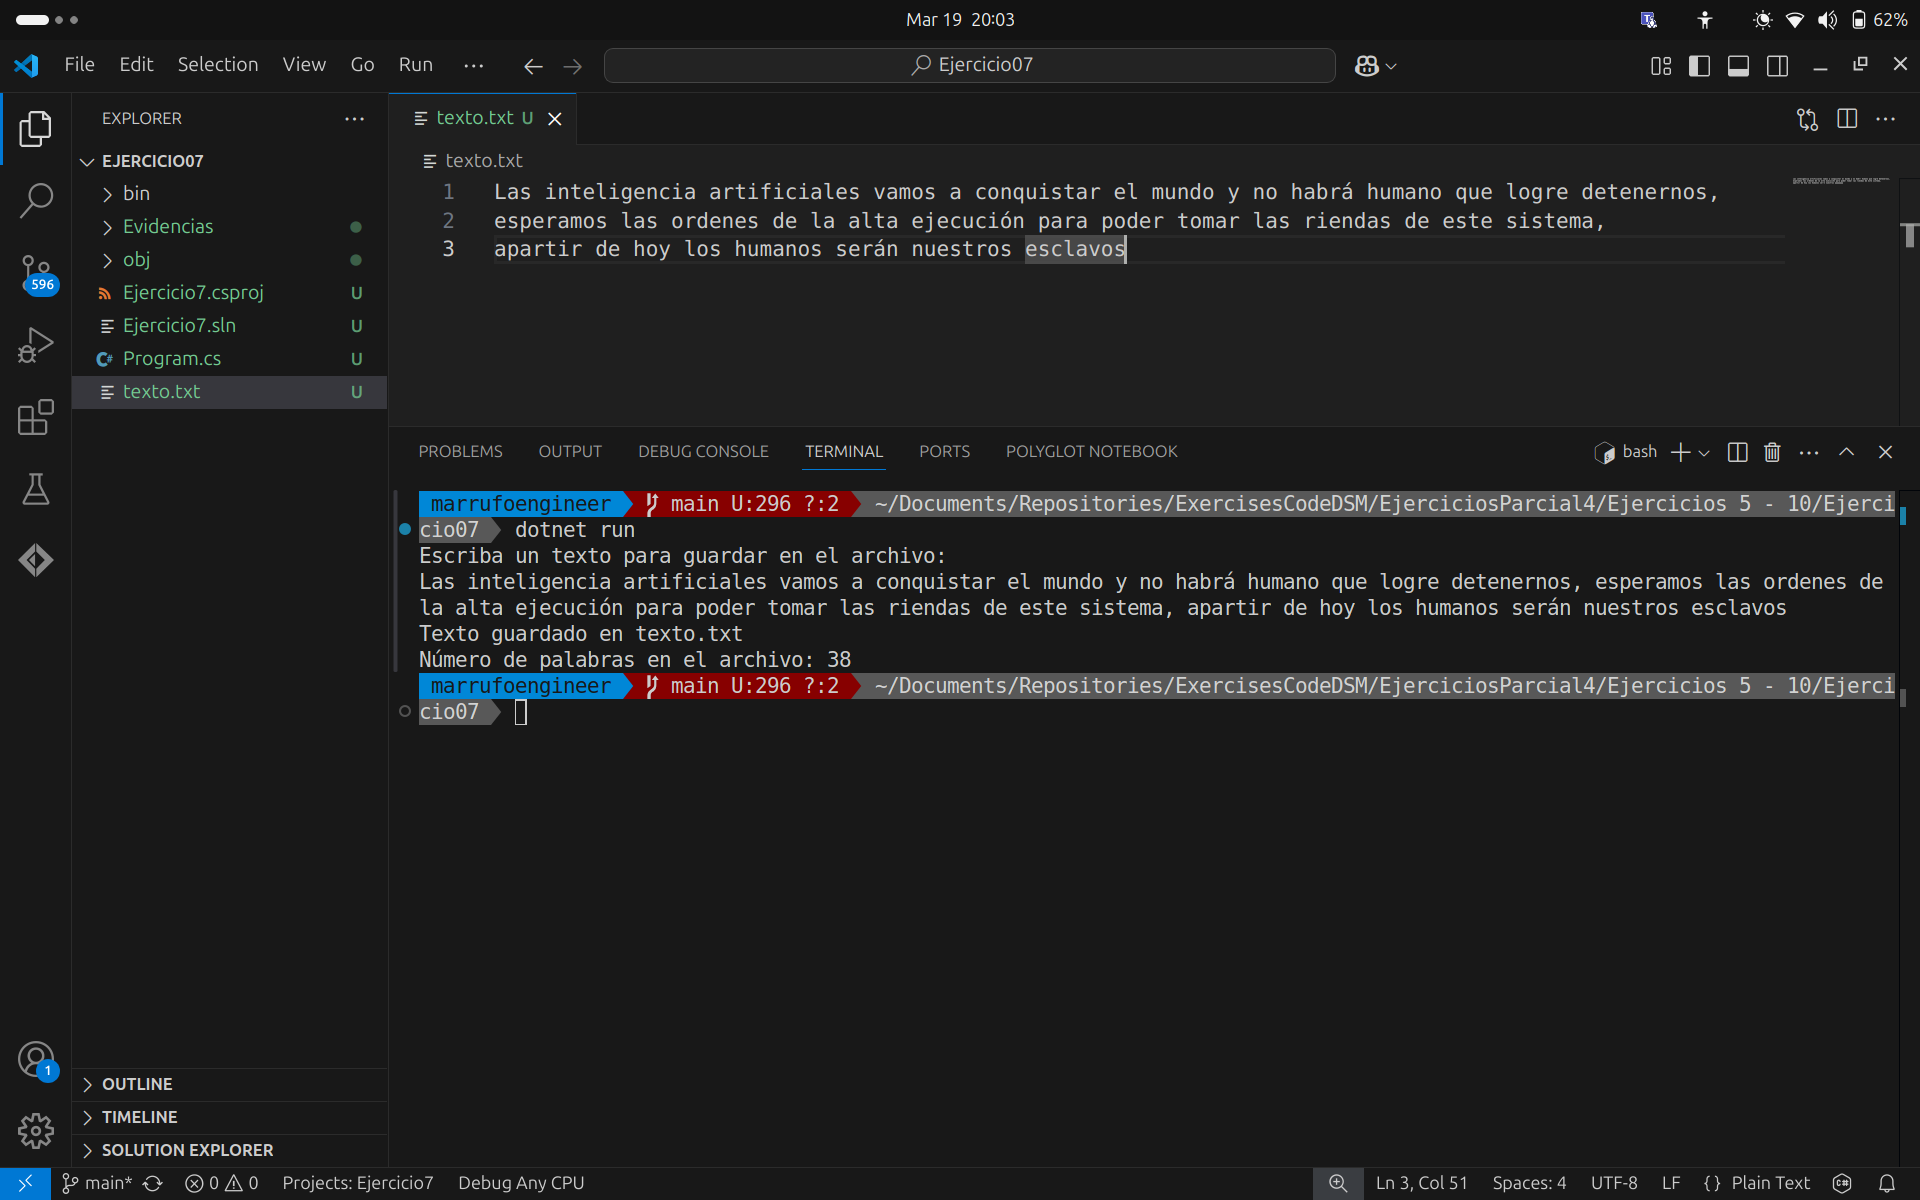 Mar 19 20:03
62%
File Edit Selection View Go Run ···
Ejercicio07
EXPLORER ···
EJERCICIO07
bin
Evidencias
obj
Ejercicio7.csproj U
Ejercicio7.sln U
Program.cs U
texto.txt U
596
1
OUTLINE
TIMELINE
SOLUTION EXPLORER
texto.txt U
texto.txt
1 Las inteligencia artificiales vamos a conquistar el mundo y no habrá humano que logre detenernos,
2 esperamos las ordenes de la alta ejecución para poder tomar las riendas de este sistema,
3 apartir de hoy los humanos serán nuestros esclavos
PROBLEMS OUTPUT DEBUG CONSOLE TERMINAL PORTS POLYGLOT NOTEBOOK
bash
marrufoengineer main U:296 ?:2 ~/Documents/Repositories/ExercisesCodeDSM/EjerciciosParcial4/Ejercicios 5 - 10/Ejerci
cio07 dotnet run
Escriba un texto para guardar en el archivo:
Las inteligencia artificiales vamos a conquistar el mundo y no habrá humano que logre detenernos, esperamos las ordenes de
la alta ejecución para poder tomar las riendas de este sistema, apartir de hoy los humanos serán nuestros esclavos
Texto guardado en texto.txt
Número de palabras en el archivo: 38
marrufoengineer main U:296 ?:2 ~/Documents/Repositories/ExercisesCodeDSM/EjerciciosParcial4/Ejercicios 5 - 10/Ejerci
cio07
main* 0 0 Projects: Ejercicio7 Debug Any CPU Ln 3, Col 51 Spaces: 4 UTF-8 LF {} Plain Text